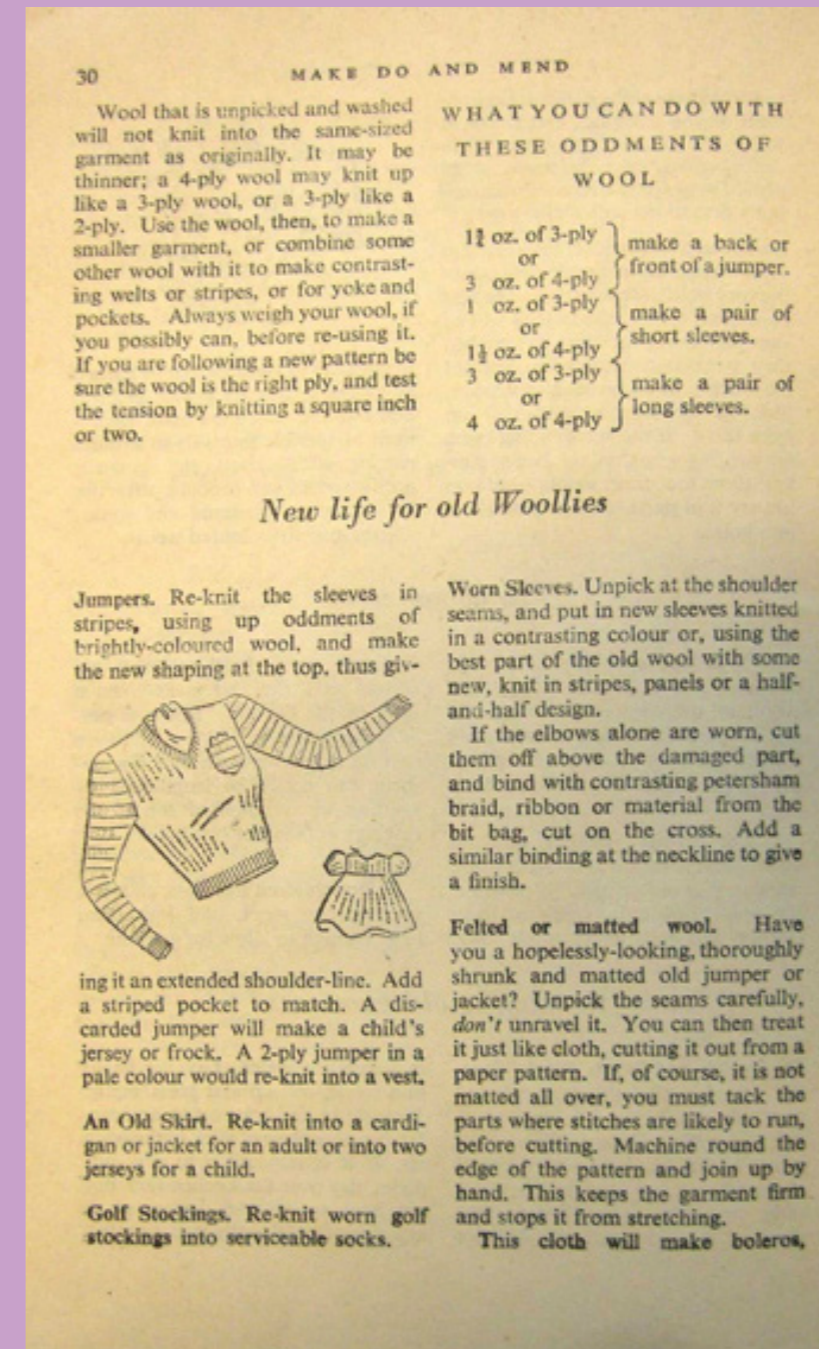 30 MAKE DO AND MEND
Wool that is unpicked and washed
will not knit into the same-sized
garment as originally. It may be
thinner; a 4-ply wool may knit up
like a 3-ply wool, or a 3-ply like a
2-ply. Use the wool, then, to make a
smaller garment, or combine some
other wool with it to make contrast-
ing welts or stripes, or for yoke and
pockets. Always weigh your wool, if
you possibly can, before re-using it.
If you are following a new pattern be
sure the wool is the right ply, and test
the tension by knitting a square inch
or two.
WHAT YOU CAN DO WITH
THESE ODDMENTS OF
WOOL
oz. of 3-ply
or
3 oz. of 4-ply
make a back or
front of a jumper.
1 oz. of 3-ply
or
1½ oz. of 4-ply
make a pair of
short sleeves.
3 oz. of 3-ply
or
4 oz. of 4-ply
make a pair of
long sleeves.
New life for old Woollies
Jumpers. Re-knit the sleeves in
stripes, using up oddments of
brightly-coloured wool, and make
the new shaping at the top, thus giv-
ing it an extended shoulder-line. Add
a striped pocket to match. A dis-
carded jumper will make a child's
jersey or frock. A 2-ply jumper in a
pale colour would re-knit into a vest.
An Old Skirt. Re-knit into a cardi-
gan or jacket for an adult or into two
jerseys for a child.
Golf Stockings. Re-knit worn golf
stockings into serviceable socks.
Worn Sleeves. Unpick at the shoulder
seams, and put in new sleeves knitted
in a contrasting colour or, using the
best part of the old wool with some
new, knit in stripes, panels or a half-
and-half design.
If the elbows alone are worn, cut
them off above the damaged part,
and bind with contrasting petersham
braid, ribbon or material from the
bit bag, cut on the cross. Add a
similar binding at the neckline to give
a finish.
Felted or matted wool. Have
you a hopelessly-looking, thoroughly
shrunk and matted old jumper or
jacket? Unpick the seams carefully,
don't unravel it. You can then treat
it just like cloth, cutting it out from a
paper pattern. If, of course, it is not
matted all over, you must tack the
parts where stitches are likely to run,
before cutting. Machine round the
edge of the pattern and join up by
hand. This keeps the garment firm
and stops it from stretching.
This cloth will make boleros,